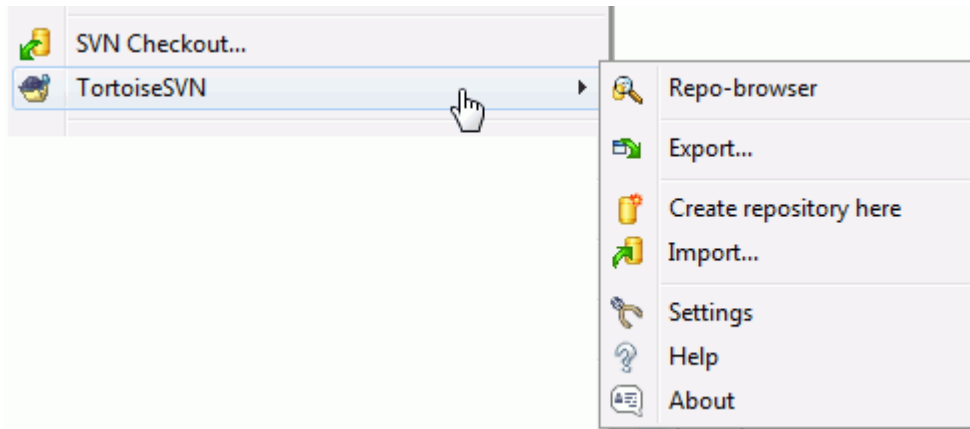 SVN Checkout...
TortoiseSVN
Repo-browser
Export...
Create repository here
Import...
Settings
Help
About